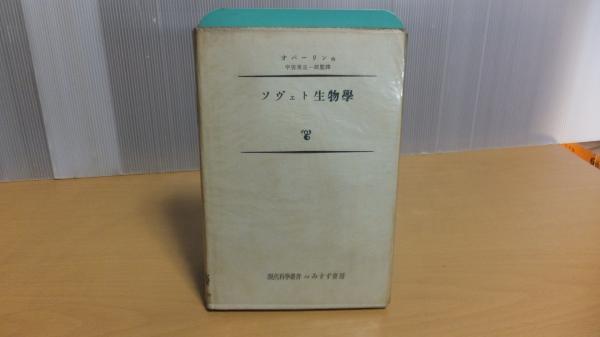 オパーリン他
ソヴェト生物學
現代科學叢書 みすず書房